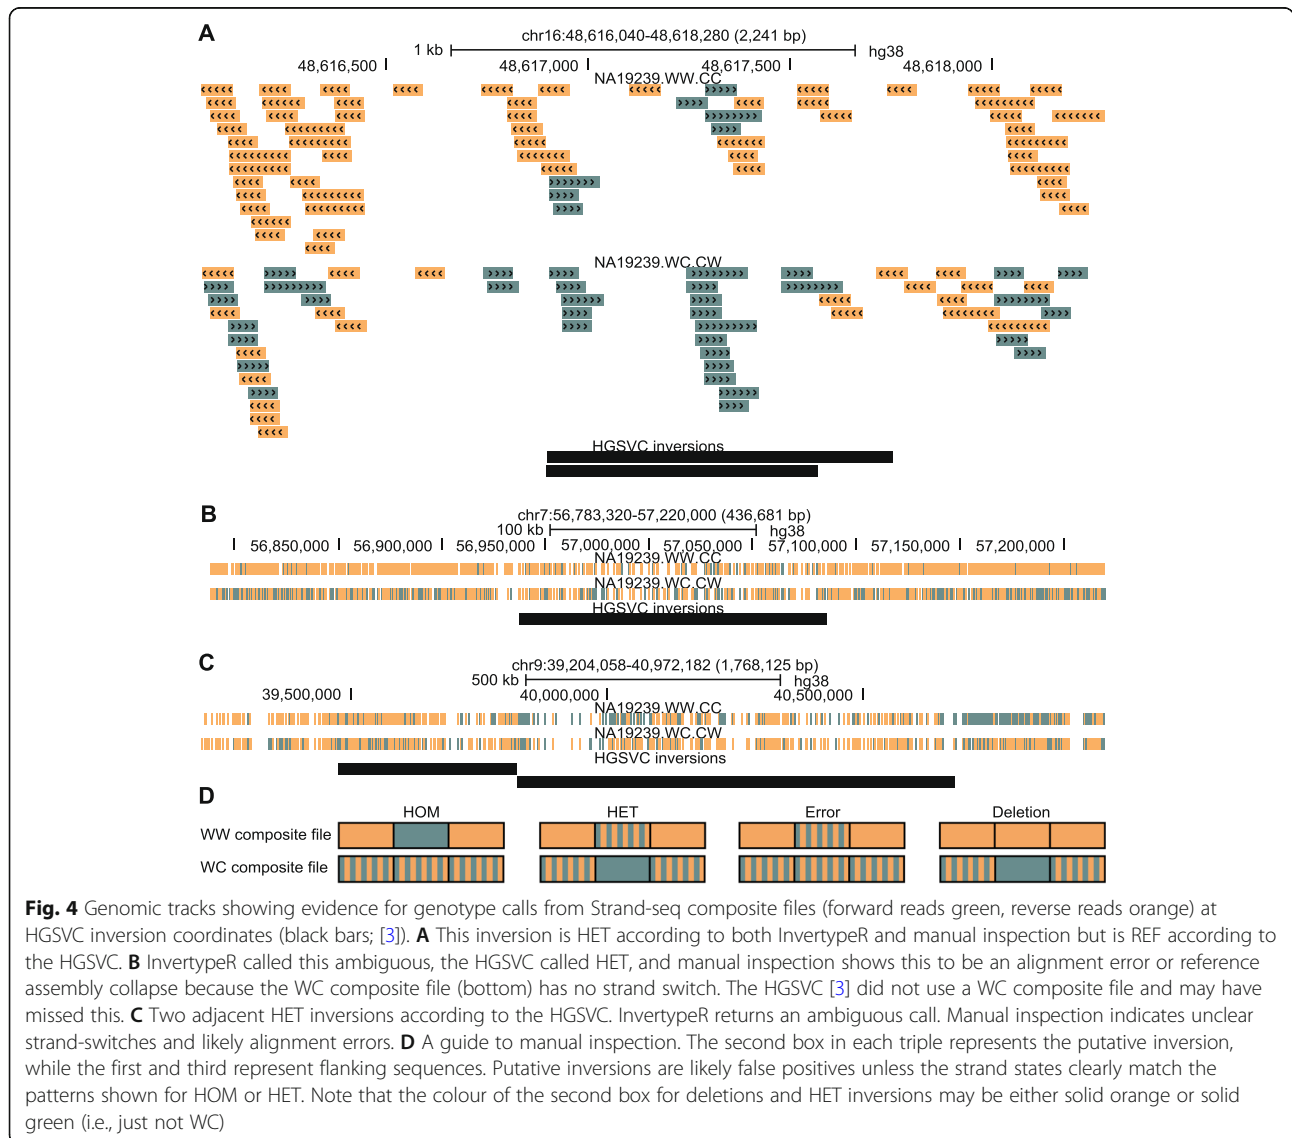 A
chr16:48,616,040-48,618,280 (2,241 bp)
1 kb hg38
48,616,500 48,617,000 48,617,500 48,618,000
NA19239.WW.CC
NA19239.WC.CW
HGSVC inversions
B
chr7:56,783,320-57,220,000 (436,681 bp)
100 kb hg38
56,850,000 56,900,000 56,950,000 57,000,000 57,050,000 57,100,000 57,150,000 57,200,000
NA19239.WW.CC
NA19239.WC.CW
HGSVC inversions
C
chr9:39,204,058-40,972,182 (1,768,125 bp)
500 kb hg38
39,500,000 40,000,000 40,500,000
NA19239.WW.CC
NA19239.WC.CW
HGSVC inversions
D
HOM HET Error Deletion
WW composite file
WC composite file
Fig. 4 Genomic tracks showing evidence for genotype calls from Strand-seq composite files (forward reads green, reverse reads orange) at
HGSVC inversion coordinates (black bars; [3]). A This inversion is HET according to both InvertypeR and manual inspection but is REF according to
the HGSVC. B InvertypeR called this ambiguous, the HGSVC called HET, and manual inspection shows this to be an alignment error or reference
assembly collapse because the WC composite file (bottom) has no strand switch. The HGSVC [3] did not use a WC composite file and may have
missed this. C Two adjacent HET inversions according to the HGSVC. InvertypeR returns an ambiguous call. Manual inspection indicates unclear
strand-switches and likely alignment errors. D A guide to manual inspection. The second box in each triple represents the putative inversion,
while the first and third represent flanking sequences. Putative inversions are likely false positives unless the strand states clearly match the
patterns shown for HOM or HET. Note that the colour of the second box for deletions and HET inversions may be either solid orange or solid
green (i.e., just not WC)